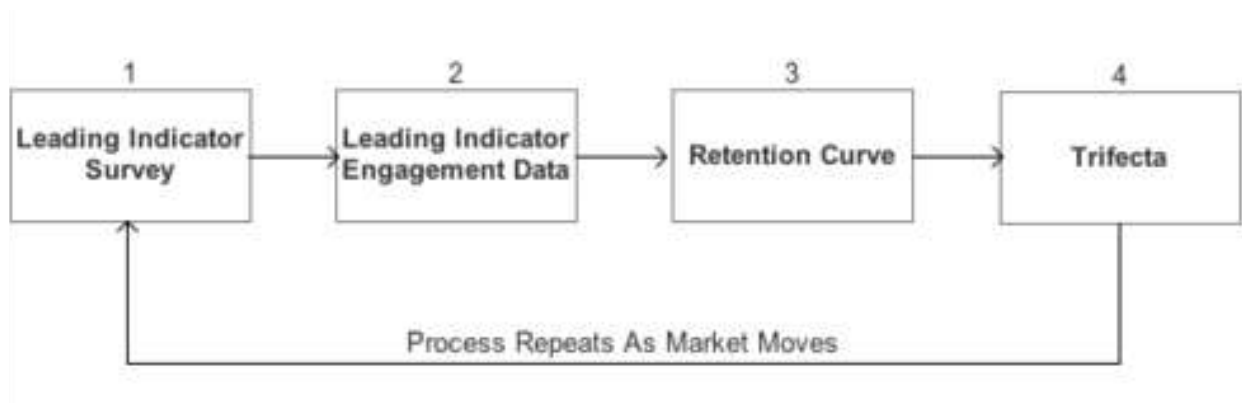 1
Leading Indicator
Survey
2
Leading Indicator
Engagement Data
3
Retention Curve
4
Trifecta
Process Repeats As Market Moves